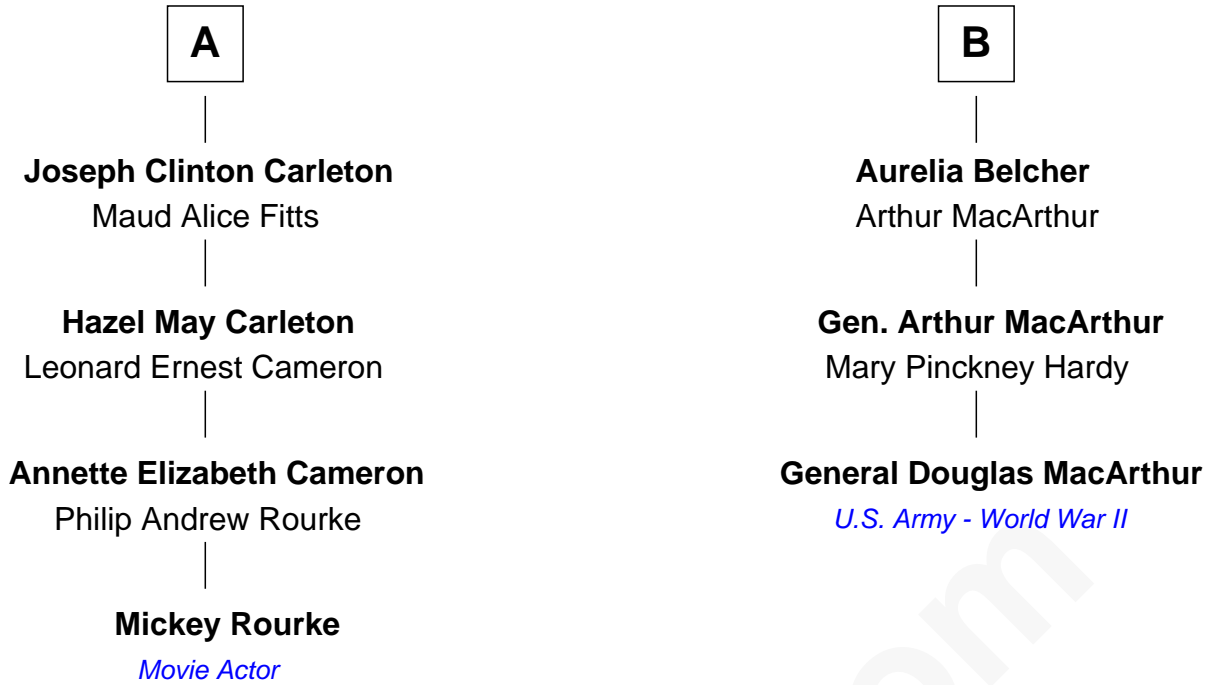 A
Joseph Clinton Carleton
Maud Alice Fitts
Hazel May Carleton
Leonard Ernest Cameron
Annette Elizabeth Cameron
Philip Andrew Rourke
Mickey Rourke
Movie Actor
B
Aurelia Belcher
Arthur MacArthur
Gen. Arthur MacArthur
Mary Pinckney Hardy
General Douglas MacArthur
U.S. Army - World War II
om